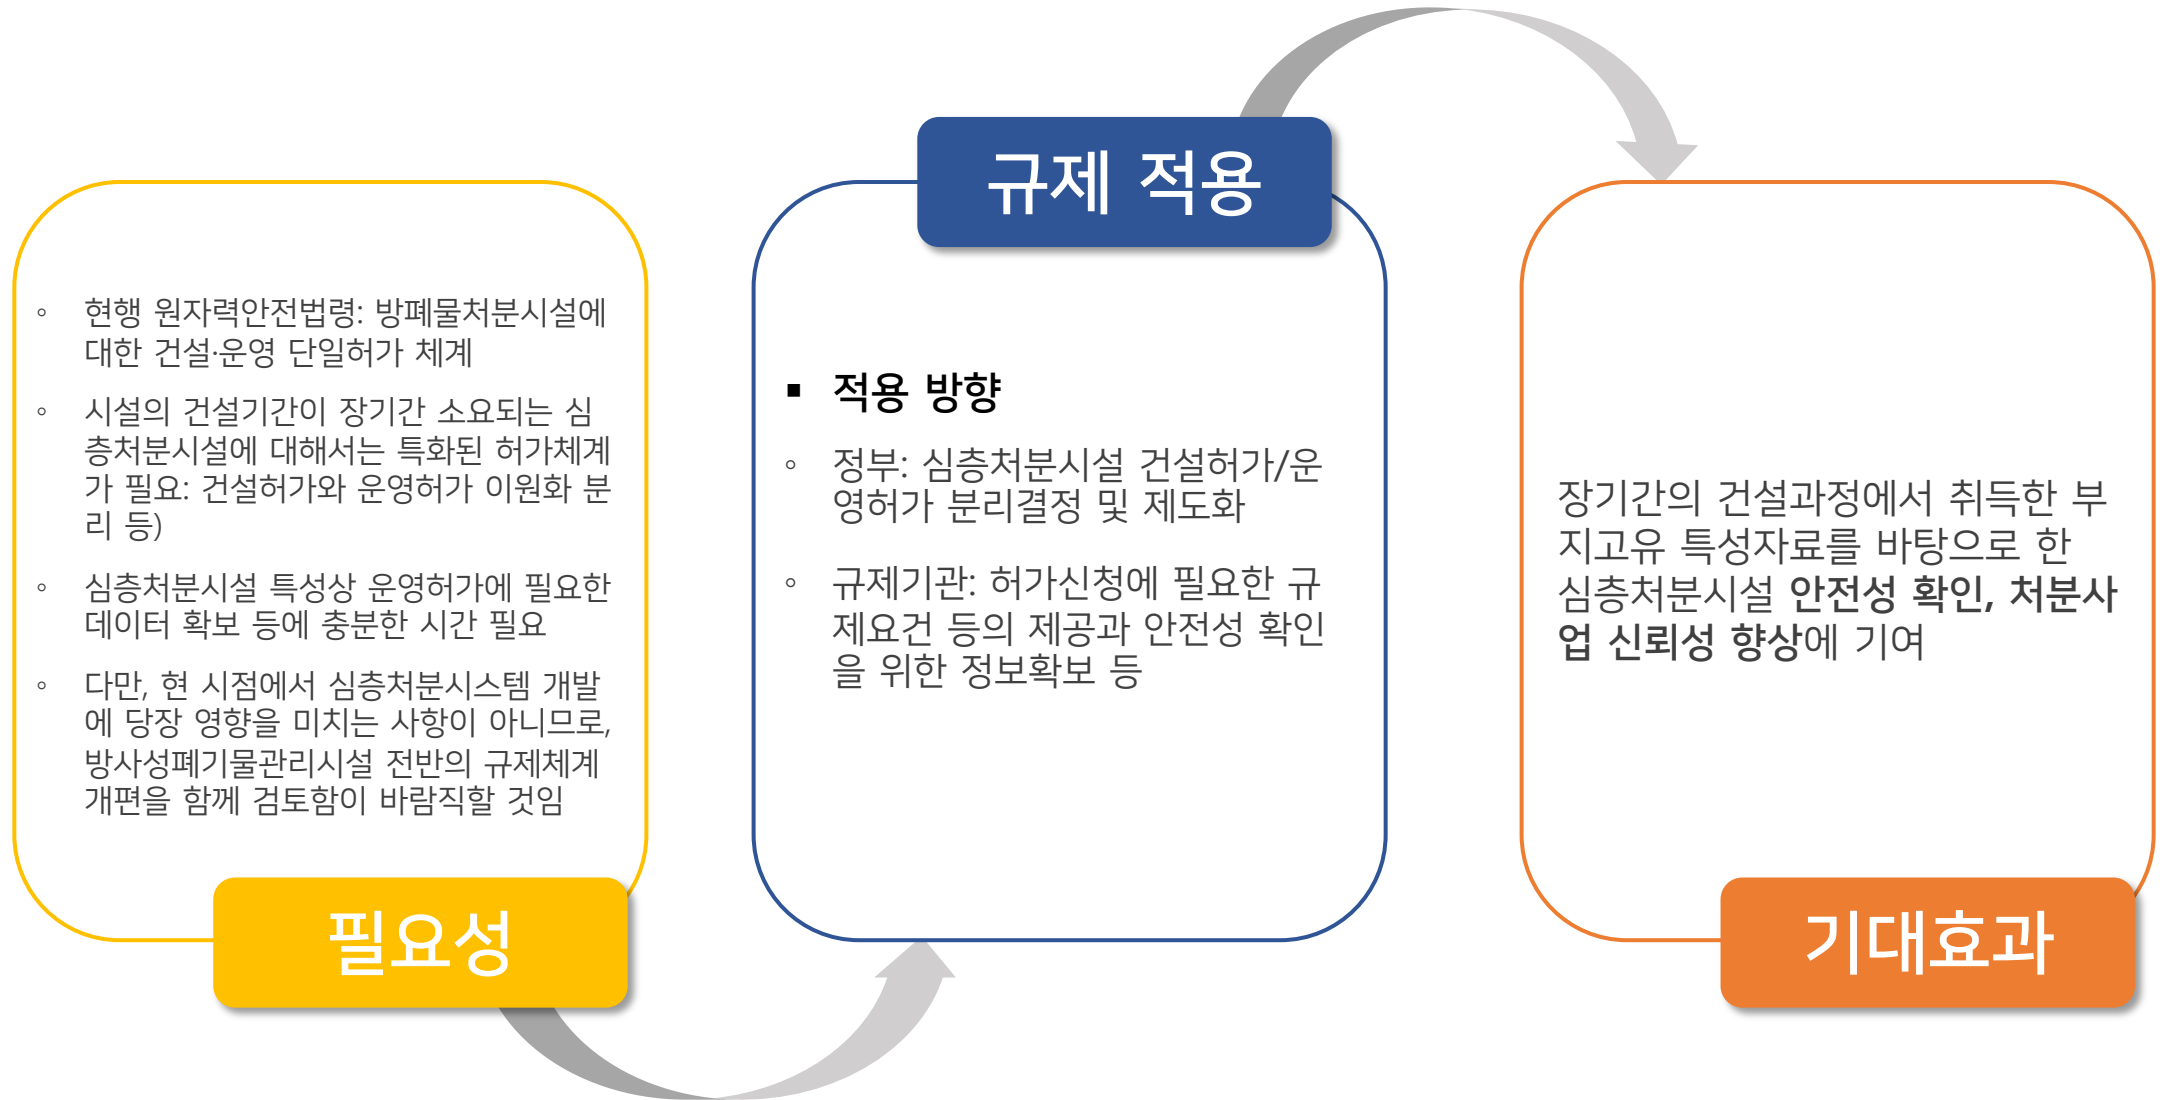 ◦ 현행 원자력안전법령: 방폐물처분시설에
대한 건설·운영 단일허가 체계
◦ 시설의 건설기간이 장기간 소요되는 심
층처분시설에 대해서는 특화된 허가체계
가 필요: 건설허가와 운영허가 이원화 분
리 등)
◦ 심층처분시설 특성상 운영허가에 필요한
데이터 확보 등에 충분한 시간 필요
◦ 다만, 현 시점에서 심층처분시스템 개발
에 당장 영향을 미치는 사항이 아니므로,
방사성폐기물관리시설 전반의 규제체계
개편을 함께 검토함이 바람직할 것임
필요성
규제 적용
▪ 적용 방향
◦ 정부: 심층처분시설 건설허가/운
영허가 분리결정 및 제도화
◦ 규제기관: 허가신청에 필요한 규
제요건 등의 제공과 안전성 확인
을 위한 정보확보 등
장기간의 건설과정에서 취득한 부
지고유 특성자료를 바탕으로 한
심층처분시설 안전성 확인, 처분사
업 신뢰성 향상에 기여
기대효과